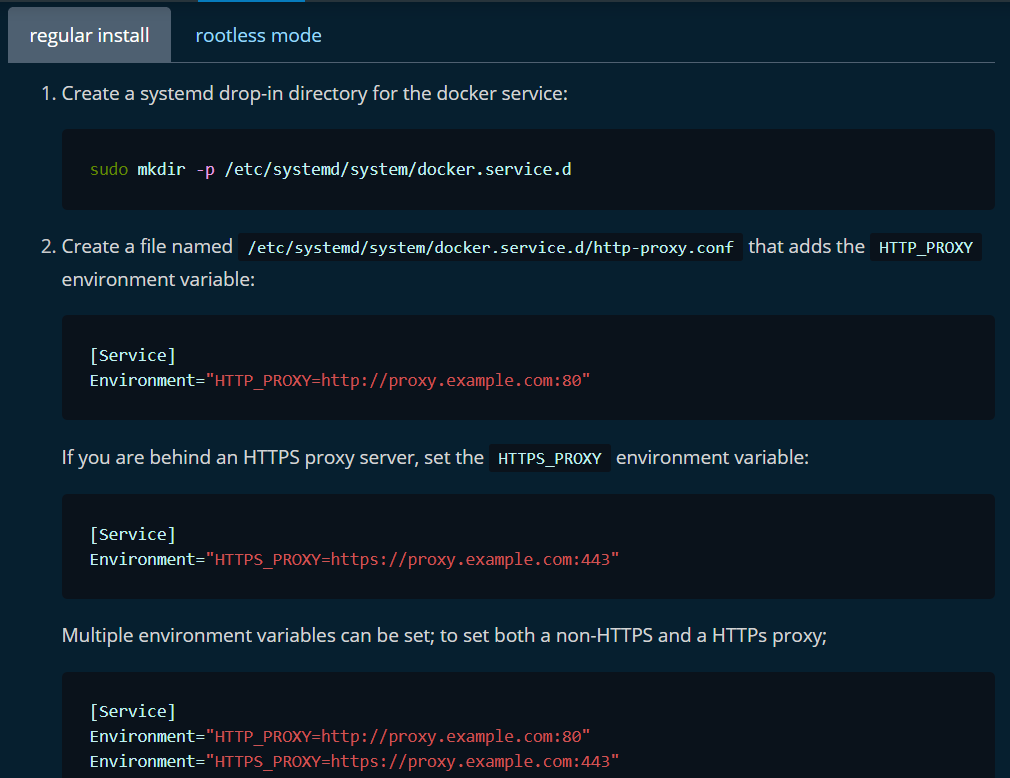 regular install
rootless mode
1. Create a systemd drop-in directory for the docker service:
sudo mkdir -p /etc/systemd/system/docker.service.d
2. Create a file named /etc/systemd/system/docker.service.d/http-proxy.conf that adds the HTTP_PROXY
environment variable:
[Service]
Environment="HTTP_PROXY=http://proxy.example.com:80"
If you are behind an HTTPS proxy server, set the HTTPS_PROXY environment variable:
[Service]
Environment="HTTPS_PROXY=https://proxy.example.com:443"
Multiple environment variables can be set; to set both a non-HTTPS and a HTTPs proxy;
[Service]
Environment="HTTP_PROXY=http://proxy.example.com:80"
Environment="HTTPS_PROXY=https://proxy.example.com:443"